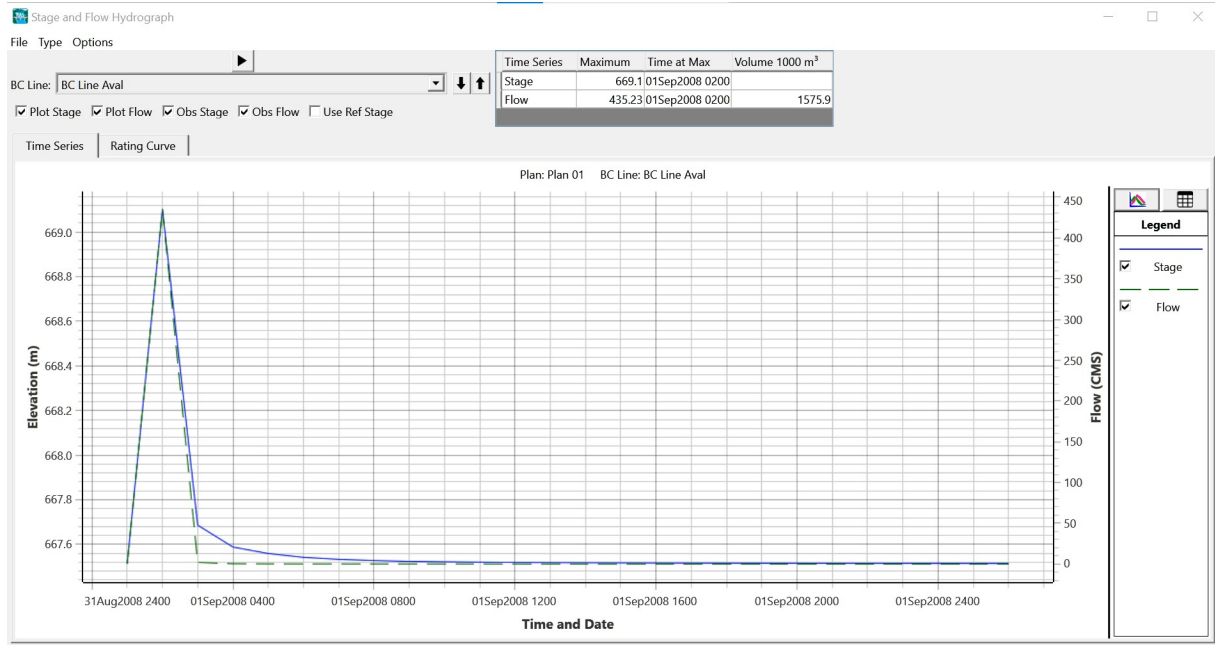 Stage and Flow Hydrograph
File Type Options
BC Line: BC Line Aval
Plot Stage Plot Flow Obs Stage Obs Flow Use Ref Stage
Time Series Maximum Time at Max Volume 1000 m³
Stage 669.1 01Sep2008 0200
Flow 435.23 01Sep2008 0200 1575.9
Time Series Rating Curve
Plan: Plan 01 BC Line: BC Line Aval
Elevation (m)
669.0
668.8
668.6
668.4
668.2
668.0
667.8
667.6
450
400
350
300
250
200
150
100
50
0
Flow (CMS)
31Aug2008 2400 01Sep2008 0400 01Sep2008 0800 01Sep2008 1200 01Sep2008 1600 01Sep2008 2000 01Sep2008 2400
Time and Date
Legend
Stage
Flow